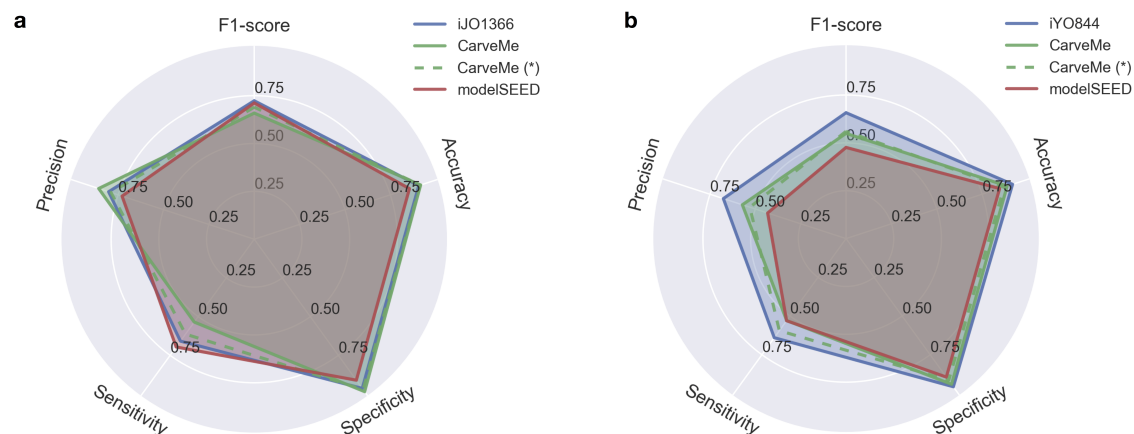 a
F1-score
iJO1366
CarveMe
CarveMe (*)
modelSEED
Precision
Accuracy
Sensitivity
Specificity
0.75
0.50
0.25
0.75
0.50
0.25
0.25
0.50
0.75
0.25
0.25
0.50
0.50
0.75
0.75
b
F1-score
iYO844
CarveMe
CarveMe (*)
modelSEED
Precision
Accuracy
Sensitivity
Specificity
0.75
0.50
0.25
0.75
0.50
0.25
0.25
0.50
0.75
0.25
0.25
0.50
0.50
0.75
0.75